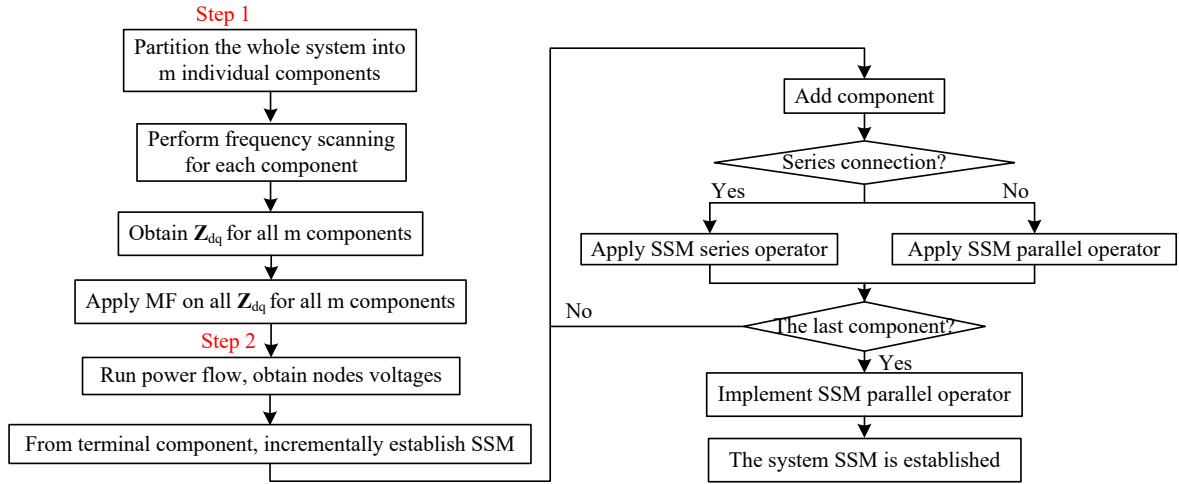 Step 1
Partition the whole system into
m individual components
Perform frequency scanning
for each component
Obtain Zdq for all m components
Apply MF on all Zdq for all m components
Step 2
Run power flow, obtain nodes voltages
From terminal component, incrementally establish SSM
Add component
Series connection?
Yes
No
Apply SSM series operator
Apply SSM parallel operator
No
The last component?
Yes
Implement SSM parallel operator
The system SSM is established